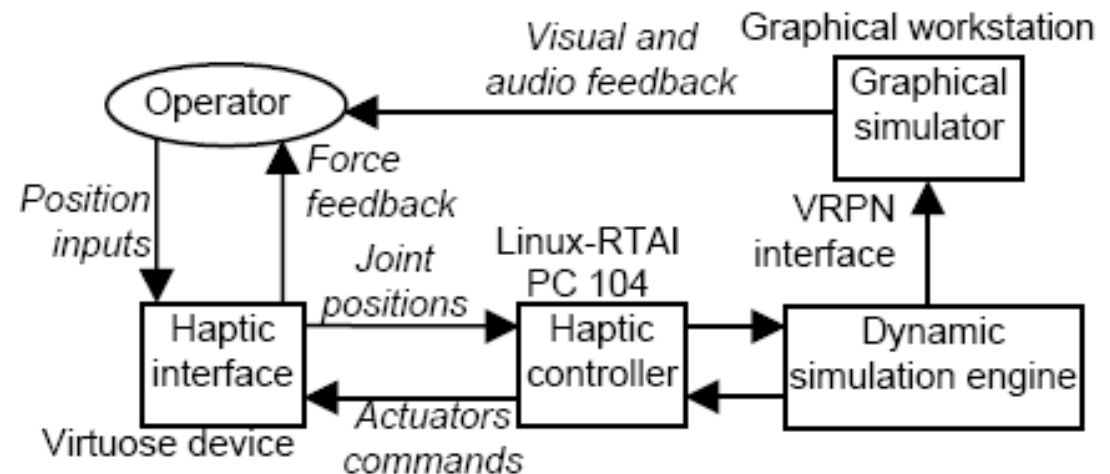 Graphical workstation
Visual and
audio feedback
Graphical
simulator
Operator
Force
feedback
Position
inputs
VRPN
interface
Joint
positions
Linux-RTAI
PC 104
Haptic
interface
Haptic
controller
Dynamic
simulation engine
Actuators
commands
Virtuose device